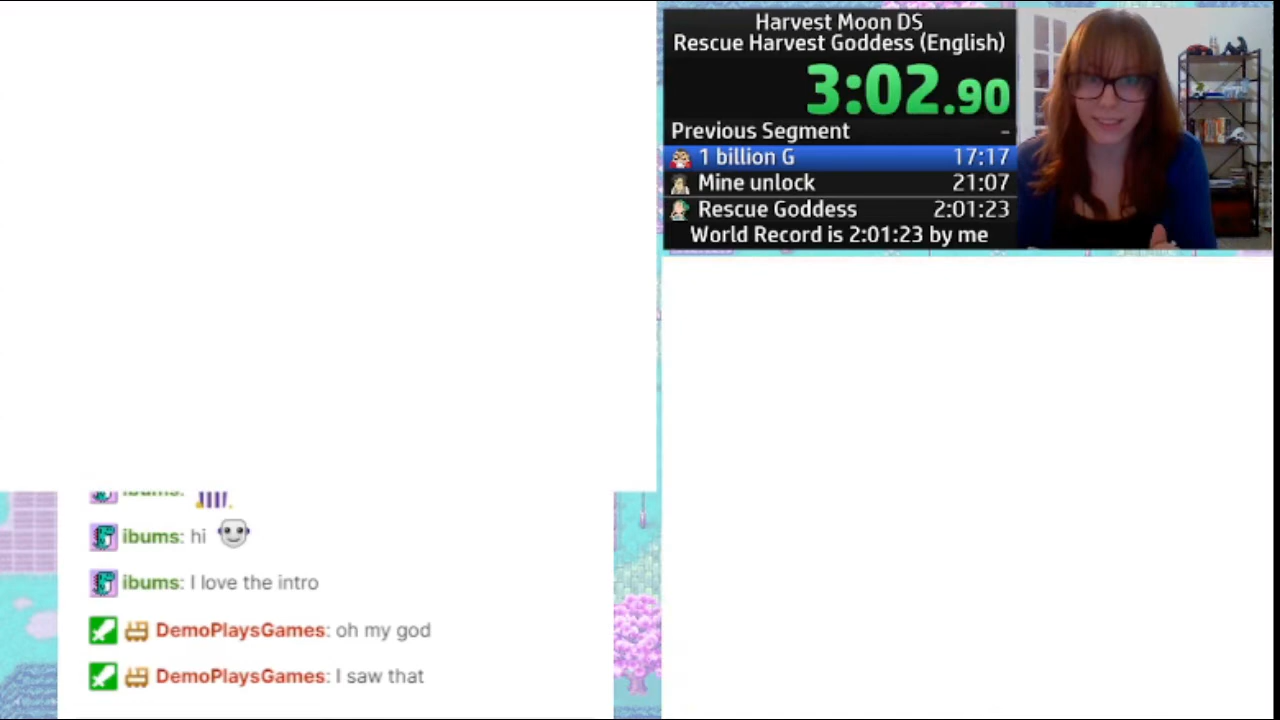 Harvest Moon DS
Rescue Harvest Goddess (English)
3:02.90
Previous Segment –
1 billion G 17:17
Mine unlock 21:07
Rescue Goddess 2:01:23
World Record is 2:01:23 by me
ibums:
ibums: hi
ibums: I love the intro
DemoPlaysGames: oh my god
DemoPlaysGames: I saw that